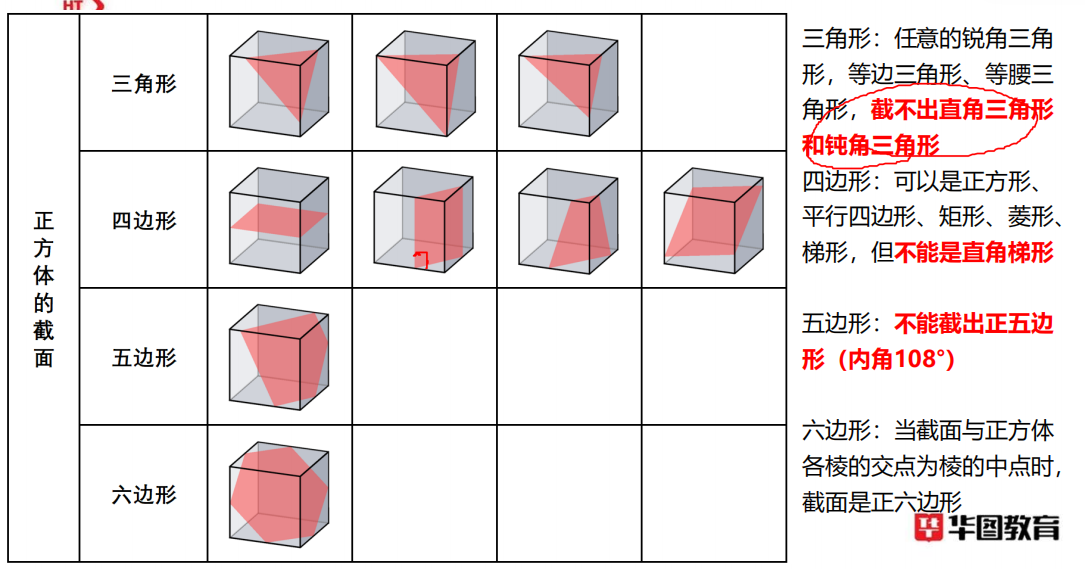 HT
正方体的截面
三角形
四边形
五边形
六边形
三角形：任意的锐角三角
形，等边三角形、等腰三
角形，截不出直角三角形
和钝角三角形
四边形：可以是正方形、
平行四边形、矩形、菱形、
梯形，但不能是直角梯形
五边形：不能截出正五边
形（内角108°）
六边形：当截面与正方体
各棱的交点为棱的中点时，
截面是正六边形
华图教育